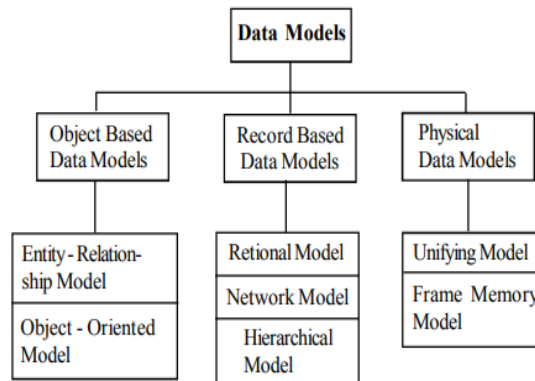 Data Models
Object Based
Data Models
Record Based
Data Models
Physical
Data Models
Entity - Relation-
ship Model
Object - Oriented
Model
Retional Model
Network Model
Hierarchical
Model
Unifying Model
Frame Memory
Model